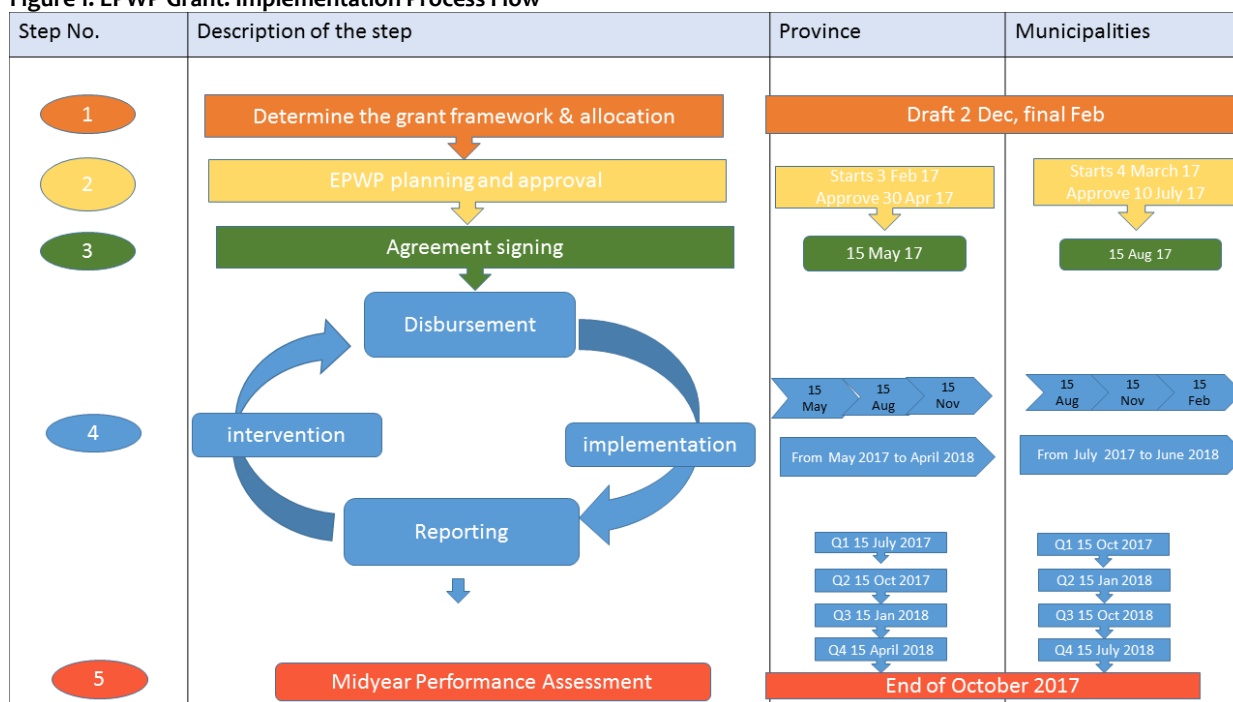 Figure 1: EPWP Grant: Implementation Process Flow
Step No.
Description of the step
Province
Municipalities
1
Determine the grant framework & allocation
Draft 2 Dec, final Feb
2
EPWP planning and approval
Starts 3 Feb 17
Approve 30 Apr 17
Starts 4 March 17
Approve 10 July 17
3
Agreement signing
15 May 17
15 Aug 17
4
Disbursement
intervention
implementation
Reporting
15
May
15
Aug
15
Nov
15
Aug
15
Nov
15
Feb
From May 2017 to April 2018
From July 2017 to June 2018
Q1 15 July 2017
Q2 15 Oct 2017
Q3 15 Jan 2018
Q4 15 April 2018
Q1 15 Oct 2017
Q2 15 Jan 2018
Q3 15 Oct 2018
Q4 15 July 2018
5
Midyear Performance Assessment
End of October 2017